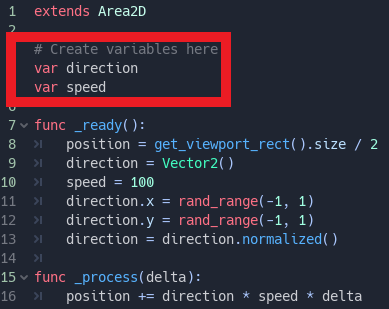 1 extends Area2D
2
3 # Create variables here
4 var direction
5 var speed
6
7 func _ready():
8 position = get_viewport_rect().size / 2
9 direction = Vector2()
10 speed = 100
11 direction.x = rand_range(-1, 1)
12 direction.y = rand_range(-1, 1)
13 direction = direction.normalized()
14
15 func _process(delta):
16 position += direction * speed * delta